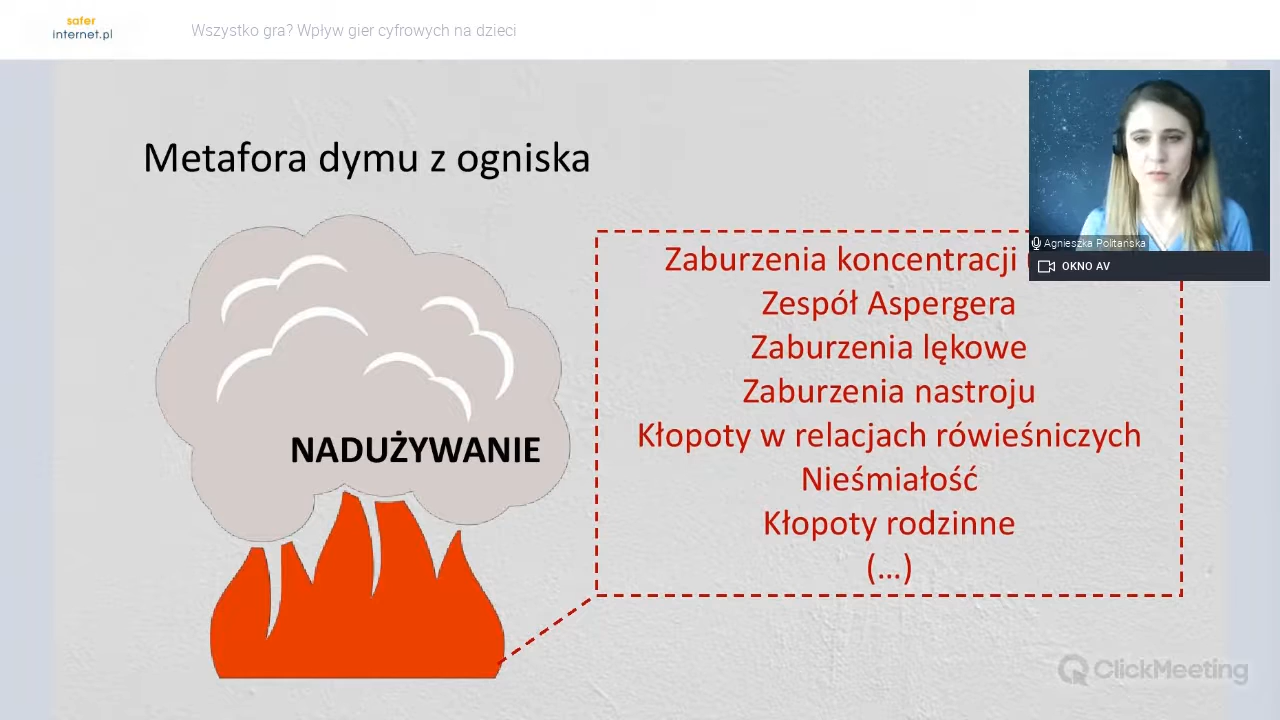 safer
internet.pl
Wszystko gra? Wpływ gier cyfrowych na dzieci
Metafora dymu z ogniska
NADUŻYWANIE
Zaburzenia koncentracji
Zespół Aspergera
Zaburzenia lękowe
Zaburzenia nastroju
Kłopoty w relacjach rówieśniczych
Nieśmiałość
Kłopoty rodzinne
(...)
Agnieszka Politańska
OKNO AV
ClickMeeting